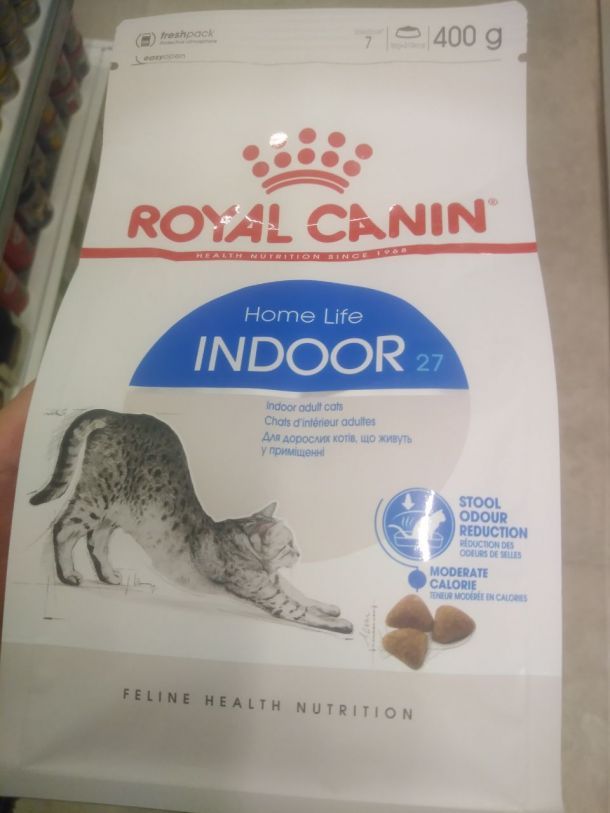 freshpack
easyopen
7
400 g
ROYAL CANIN®
HEALTH NUTRITION SINCE 1968
Home Life
INDOOR 27
Indoor adult cats
Chats d'intérieur adultes
Для дорослих котів, що живуть
у приміщенні
STOOL
ODOUR
REDUCTION
RÉDUCTION DES
ODEURS DE SELLES
MODERATE
CALORIE
TENEUR MODÉRÉE EN CALORIES
FELINE HEALTH NUTRITION